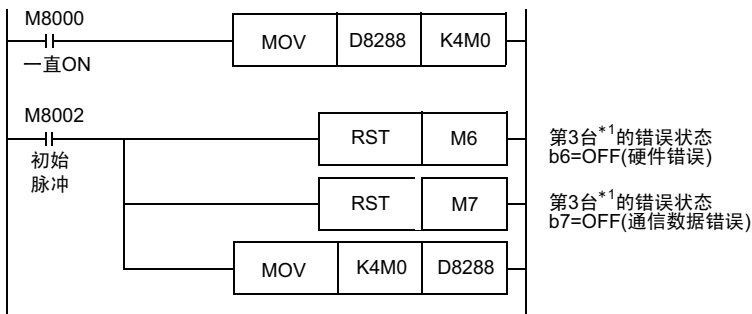 M8000
MOV D8288 K4M0
一直ON
M8002
初始
脉冲
RST M6
第3台*1的错误状态
b6=OFF(硬件错误)
RST M7
第3台*1的错误状态
b7=OFF(通信数据错误)
MOV K4M0 D8288